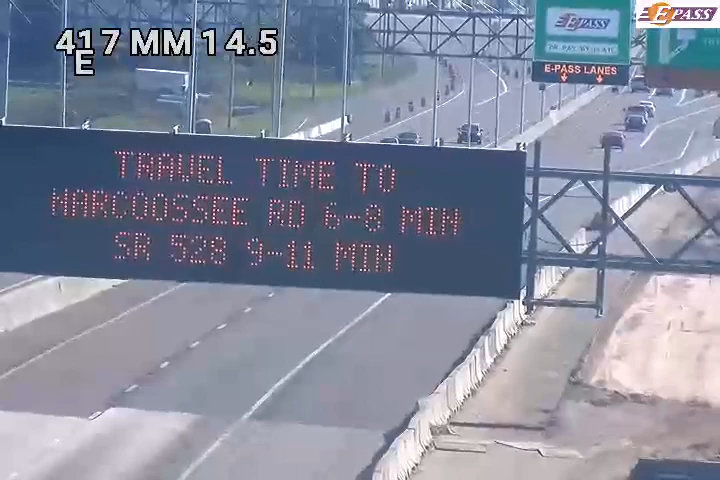 417 MM 14.5
E
E-PASS
E-PASS
E-PASS LANES
TRAVEL TIME TO
NARCOOSSEE RD 6-8 MIN
SR 528 9-11 MIN